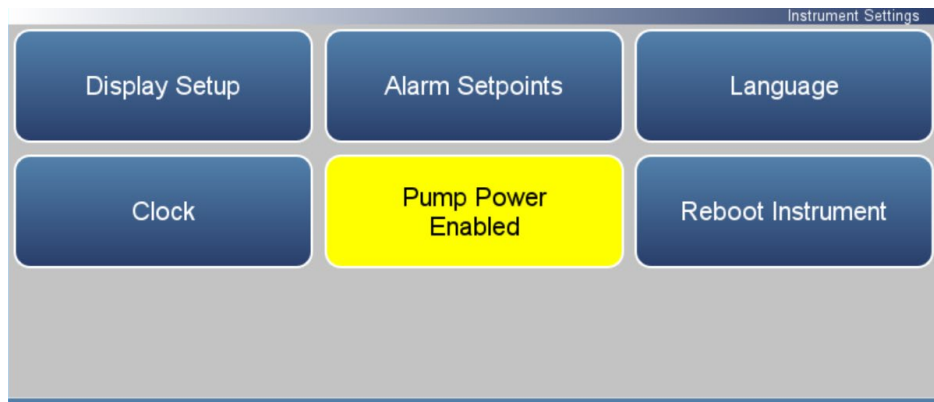 Instrument Settings
Display Setup
Alarm Setpoints
Language
Clock
Pump Power
Enabled
Reboot Instrument